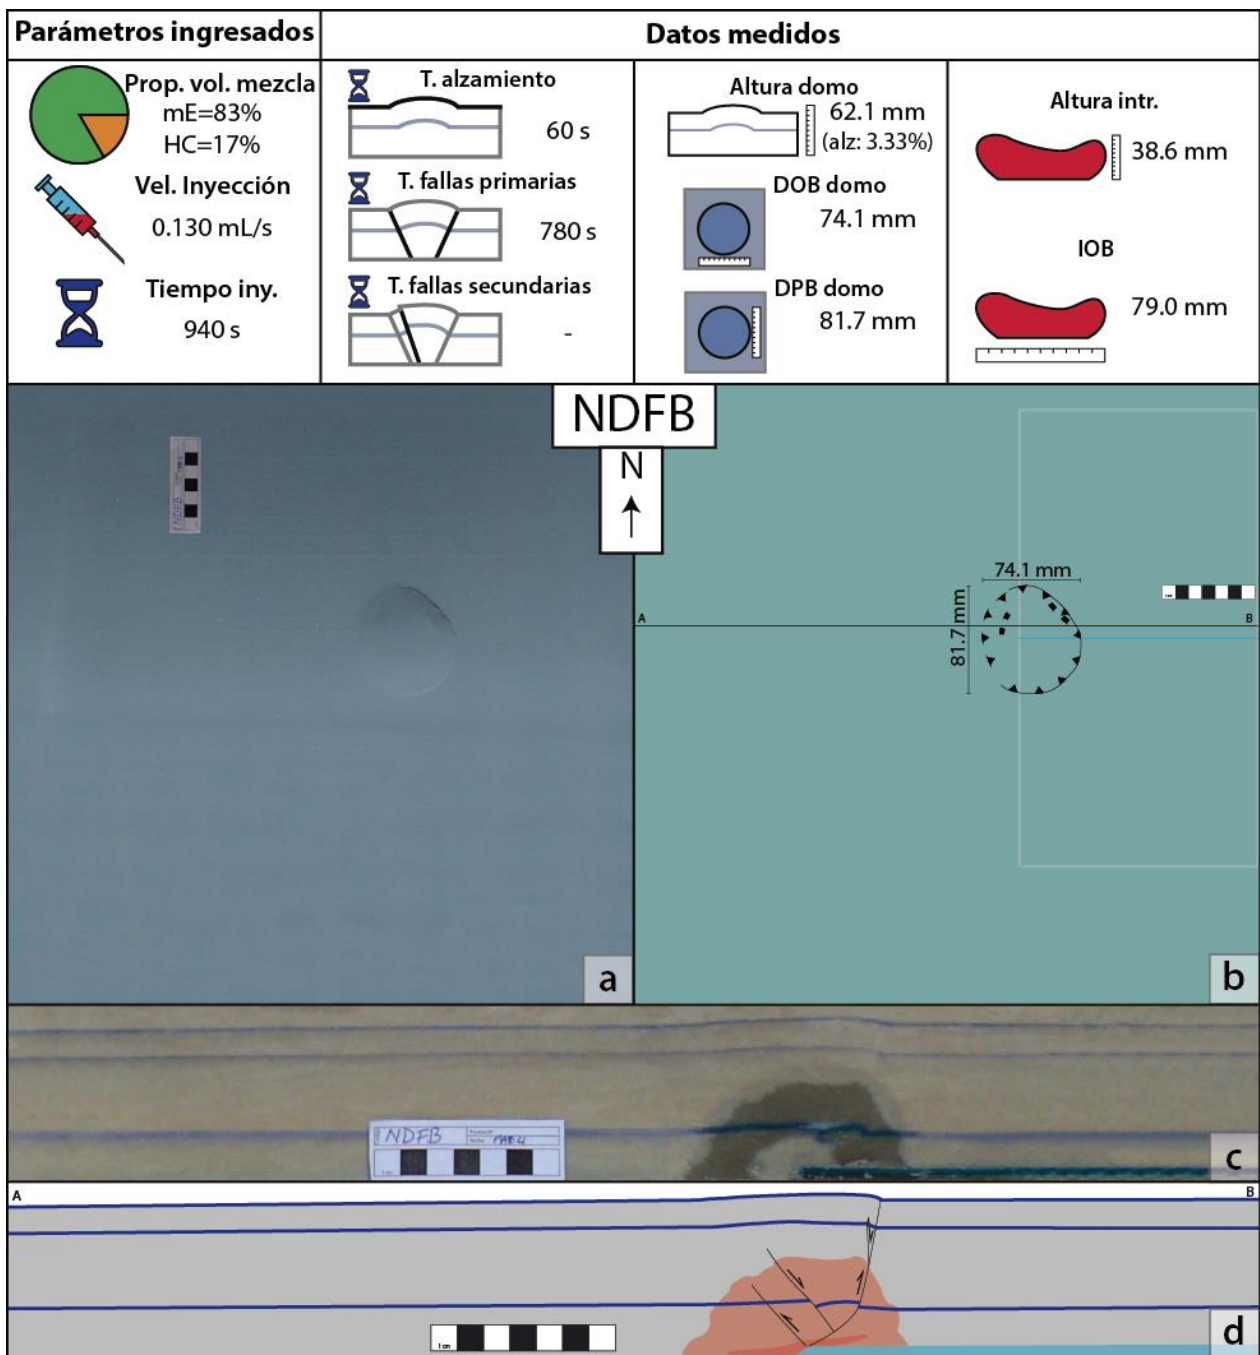 Parámetros ingresados
Datos medidos
Prop. vol. mezcla
mE=83%
HC=17%
Vel. Inyección
0.130 mL/s
Tiempo iny.
940 s
T. alzamiento
60 s
T. fallas primarias
780 s
T. fallas secundarias
-
Altura domo
62.1 mm
(alz: 3.33%)
DOB domo
74.1 mm
DPB domo
81.7 mm
Altura intr.
38.6 mm
IOB
79.0 mm
NDFB
N
NDFB
a
74.1 mm
81.7 mm
A
B
b
NDFB
c
A
B
1 cm
d